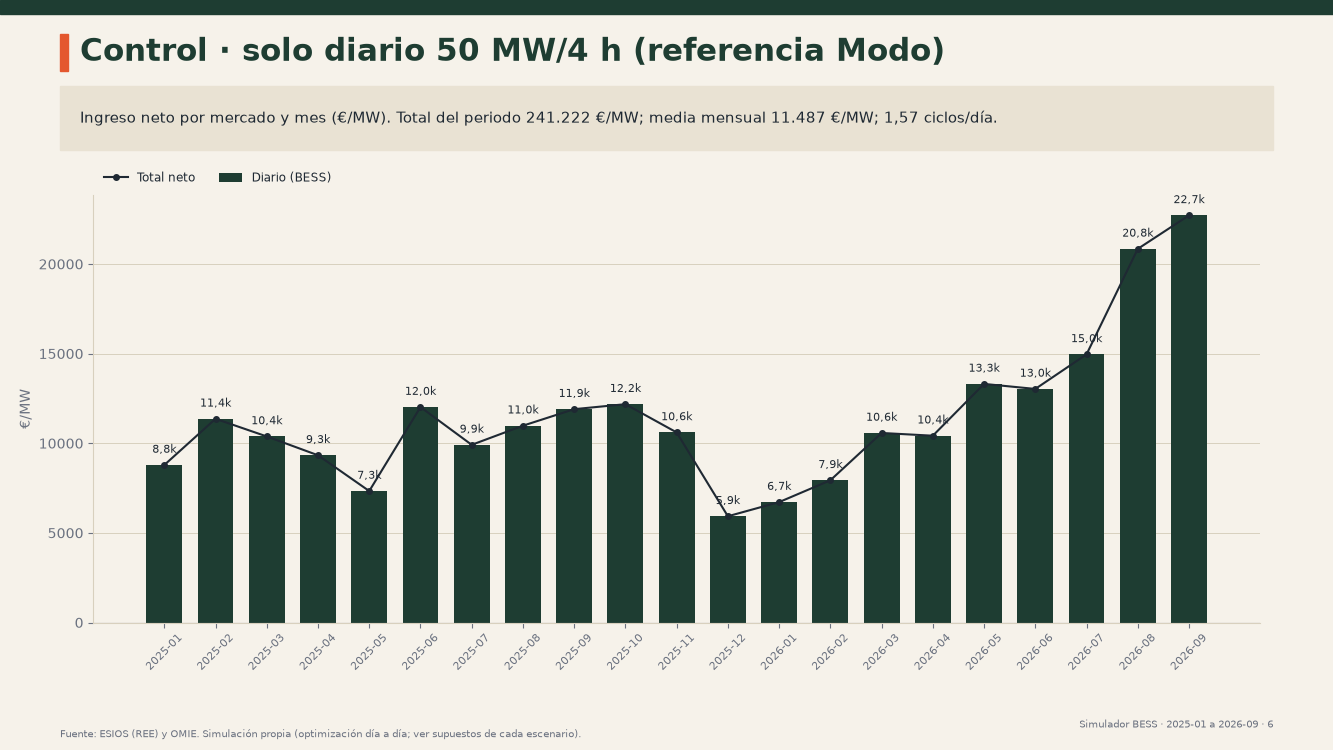 Control · solo diario 50 MW/4 h (referencia Modo)
Ingreso neto por mercado y mes (€/MW). Total del periodo 241.222 €/MW; media mensual 11.487 €/MW; 1,57 ciclos/día.
Total neto
Diario (BESS)
€/MW
20000
15000
10000
5000
0
8,8k
11,4k
10,4k
9,3k
7,3k
12,0k
9,9k
11,0k
11,9k
12,2k
10,6k
5,9k
6,7k
7,9k
10,6k
10,4k
13,3k
13,0k
15,0k
20,8k
22,7k
2025-01
2025-02
2025-03
2025-04
2025-05
2025-06
2025-07
2025-08
2025-09
2025-10
2025-11
2025-12
2026-01
2026-02
2026-03
2026-04
2026-05
2026-06
2026-07
2026-08
2026-09
Simulador BESS · 2025-01 a 2026-09 · 6
Fuente: ESIOS (REE) y OMIE. Simulación propia (optimización día a día; ver supuestos de cada escenario).